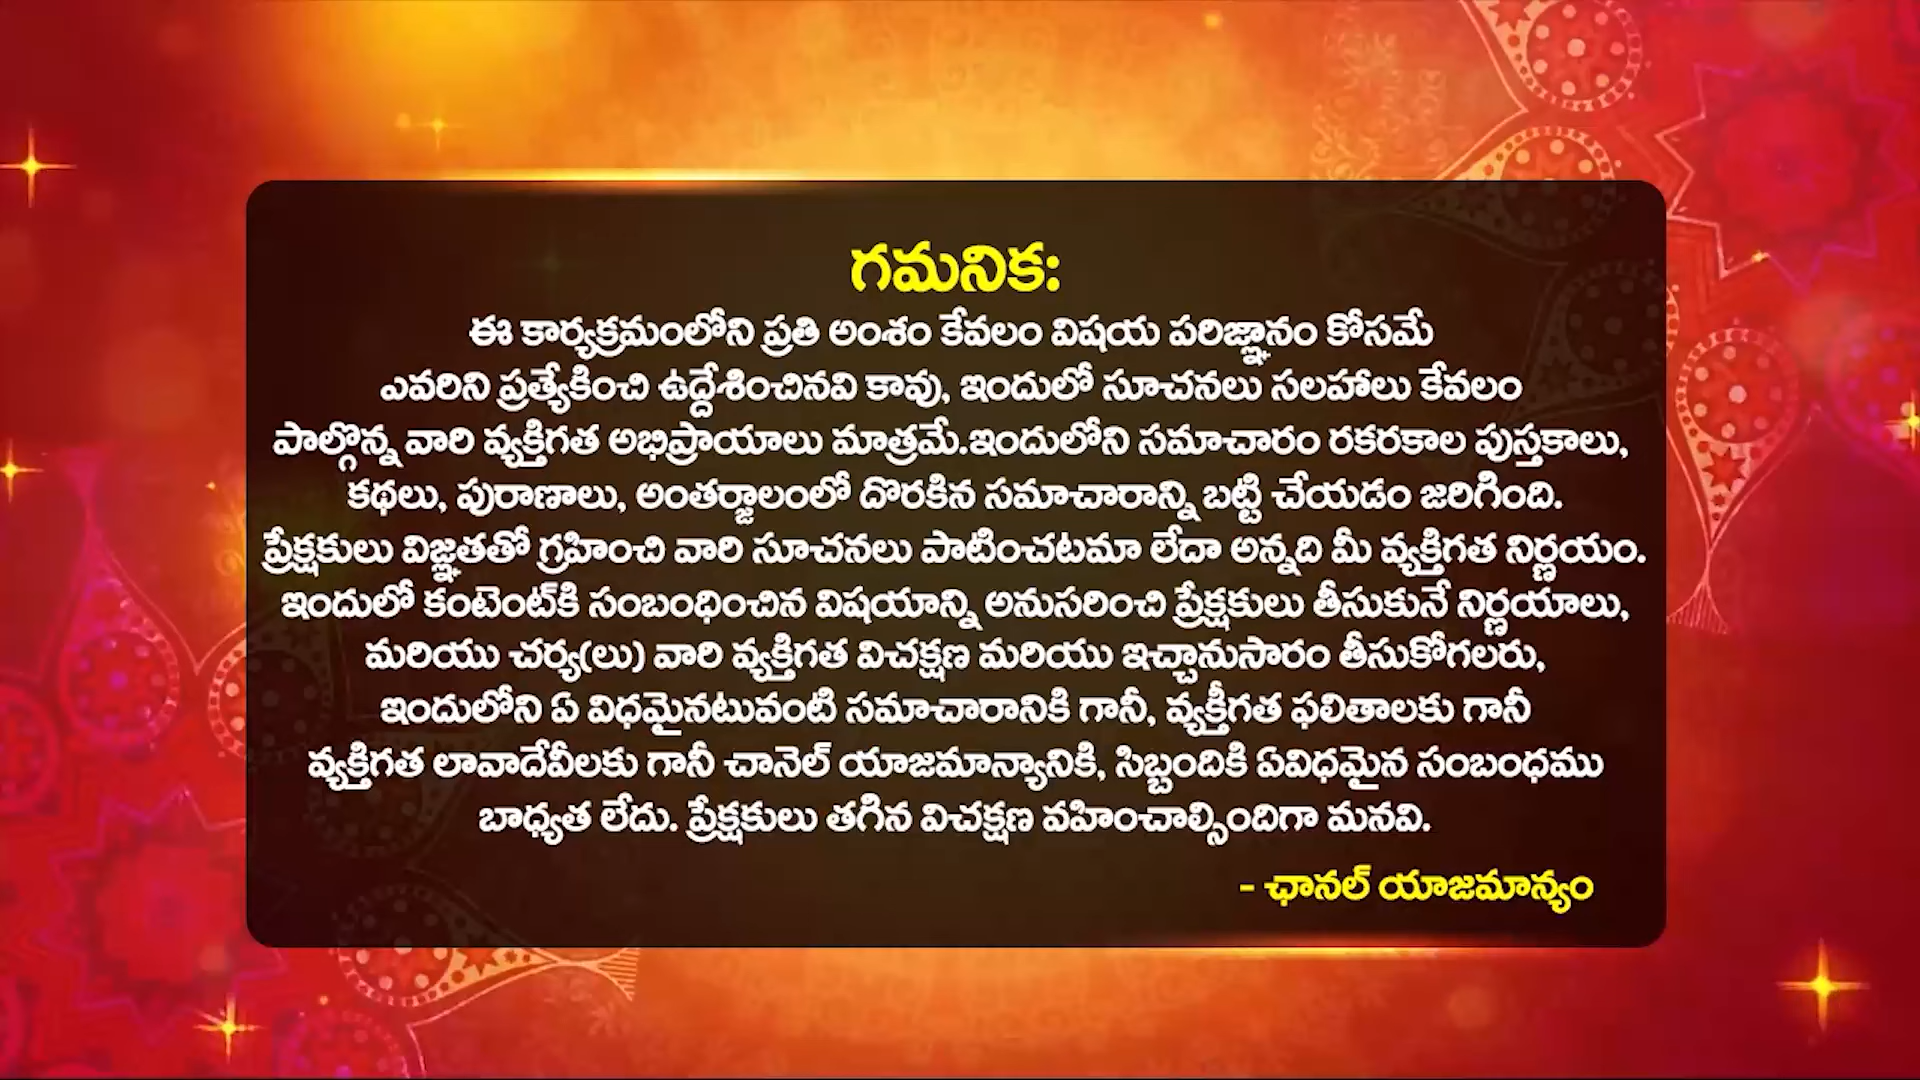 గమనిక:
ఈ కార్యక్రమంలోని ప్రతి అంశం కేవలం విషయ పరిజ్ఞానం కోసమే
ఎవరిని ప్రత్యేకించి ఉద్దేశించినవి కావు, ఇందులో సూచనలు సలహాలు కేవలం
పాల్గొన్న వారి వ్యక్తిగత అభిప్రాయాలు మాత్రమే.ఇందులోని సమాచారం రకరకాల పుస్తకాలు,
కథలు, పురాణాలు, అంతర్జాలంలో దొరకిన సమాచారాన్ని బట్టి చేయడం జరిగింది.
ప్రేక్షకులు విజ్ఞతతో గ్రహించి వారి సూచనలు పాటించటమా లేదా అన్నది మీ వ్యక్తిగత నిర్ణయం.
ఇందులో కంటెంట్‌కి సంబంధించిన విషయాన్ని అనుసరించి ప్రేక్షకులు తీసుకునే నిర్ణయాలు,
మరియు చర్య(లు) వారి వ్యక్తిగత విచక్షణ మరియు ఇచ్చానుసారం తీసుకోగలరు,
ఇందులోని ఏ విధమైనటువంటి సమాచారానికి గానీ, వ్యక్తీగత ఫలితాలకు గానీ
వ్యక్తిగత లావాదేవీలకు గానీ చానెల్ యాజమాన్యానికి, సిబ్బందికి ఏవిధమైన సంబంధము
బాధ్యత లేదు. ప్రేక్షకులు తగిన విచక్షణ వహించాల్సిందిగా మనవి.
- ఛానల్ యాజమాన్యం